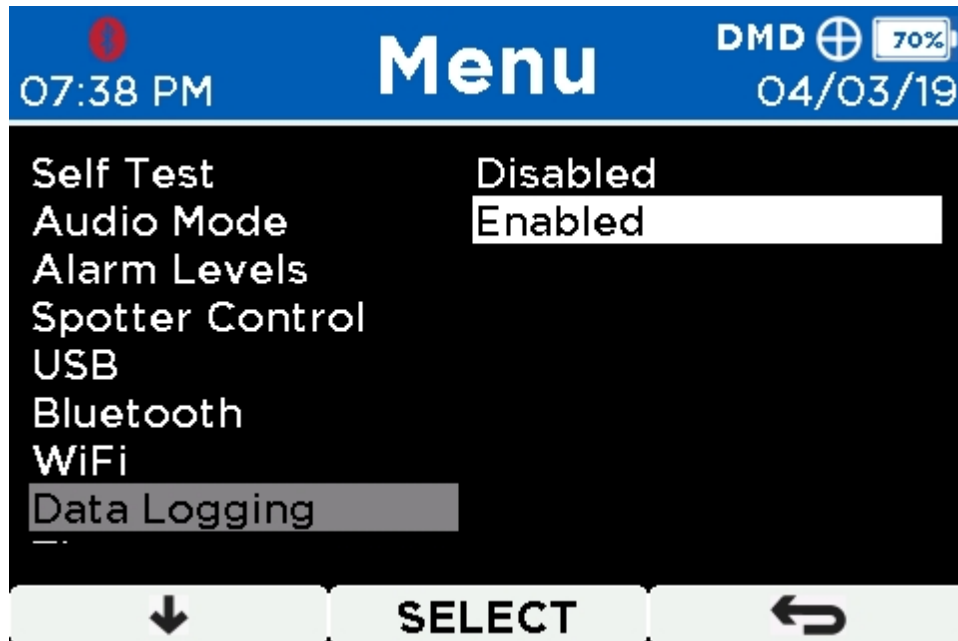 Menu
DMD 70%
07:38 PM
04/03/19
Self Test
Disabled
Audio Mode
Enabled
Alarm Levels
Spotter Control
USB
Bluetooth
WiFi
Data Logging
SELECT